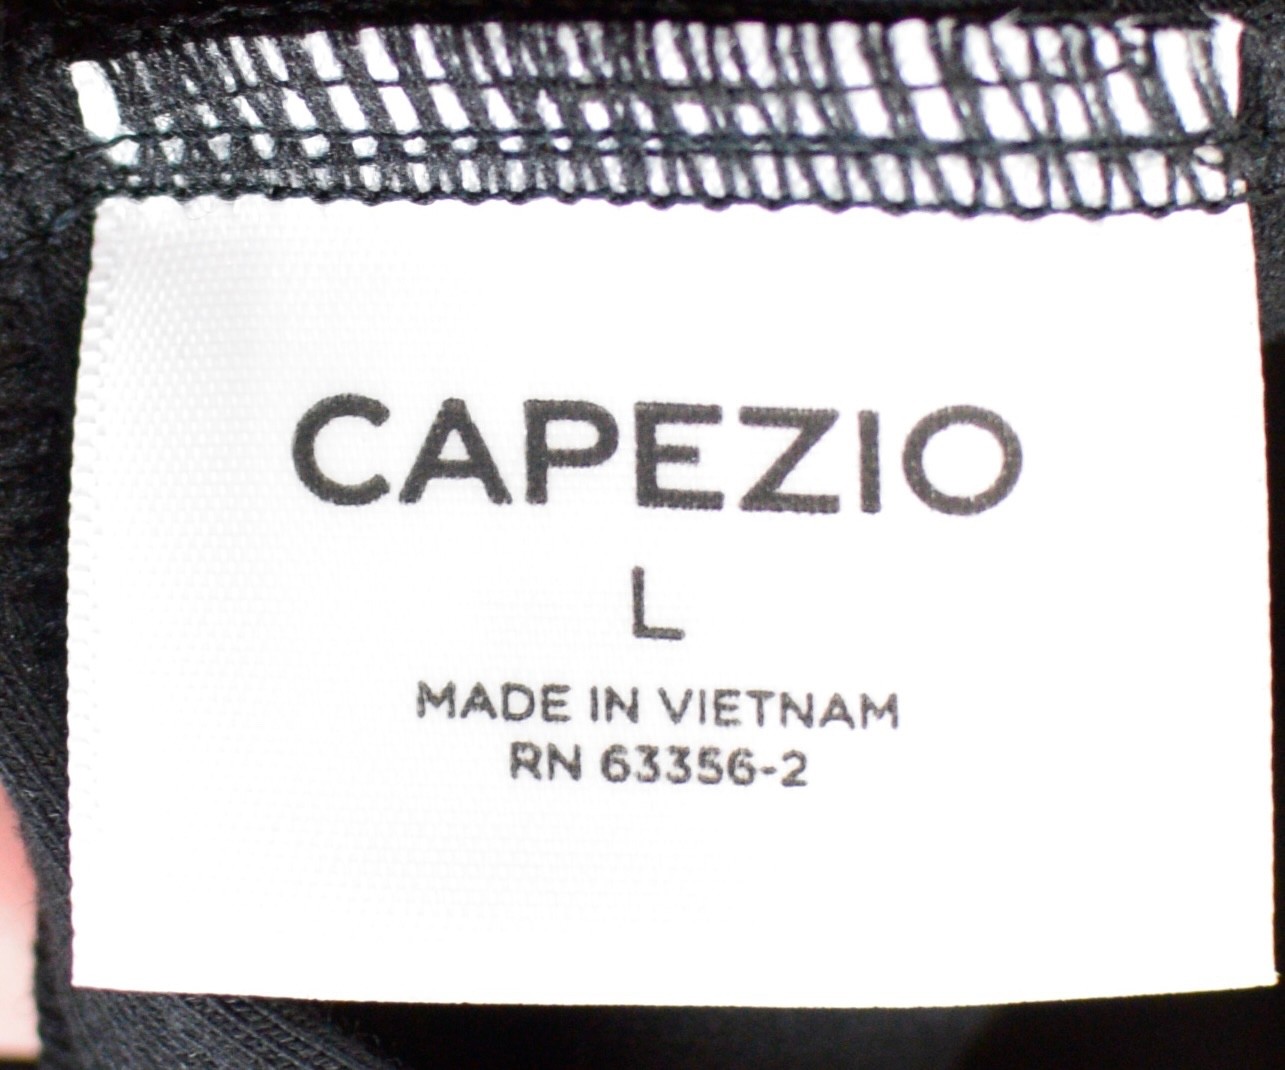 CAPEZIO
L
MADE IN VIETNAM
RN 63356-2